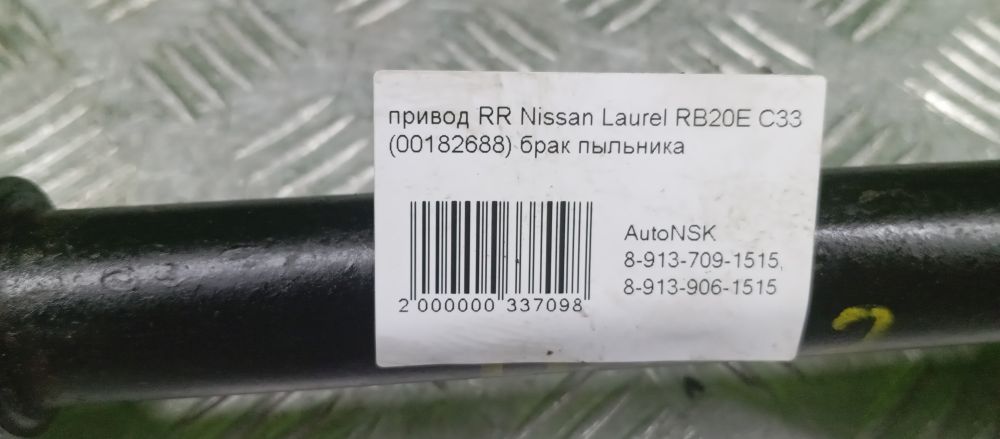 привод RR Nissan Laurel RB20E C33
(00182688) брак пыльника
AutoNSK
8-913-709-1515,
8-913-906-1515
2 000000 337098
2